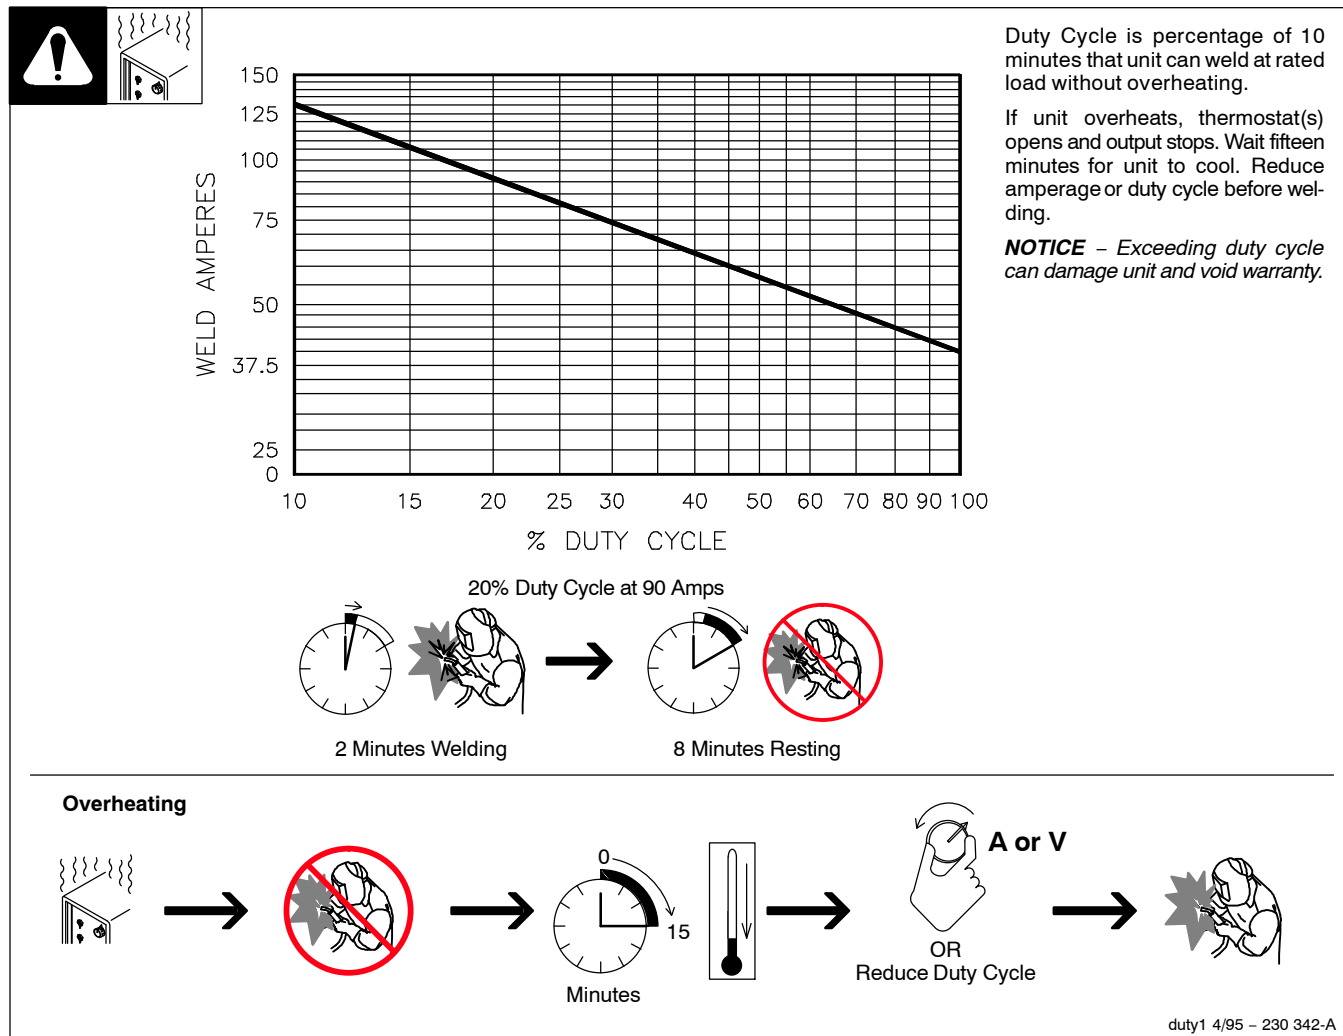 Duty Cycle is percentage of 10
minutes that unit can weld at rated
load without overheating.
If unit overheats, thermostat(s)
opens and output stops. Wait fifteen
minutes for unit to cool. Reduce
amperage or duty cycle before wel-
ding.
NOTICE – Exceeding duty cycle
can damage unit and void warranty.
WELD AMPERES
150
125
100
75
50
37.5
25
0
10 15 20 25 30 40 50 60 70 80 90 100
% DUTY CYCLE
20% Duty Cycle at 90 Amps
2 Minutes Welding
8 Minutes Resting
Overheating
0
15
Minutes
A or V
OR
Reduce Duty Cycle
duty1 4/95 – 230 342-A